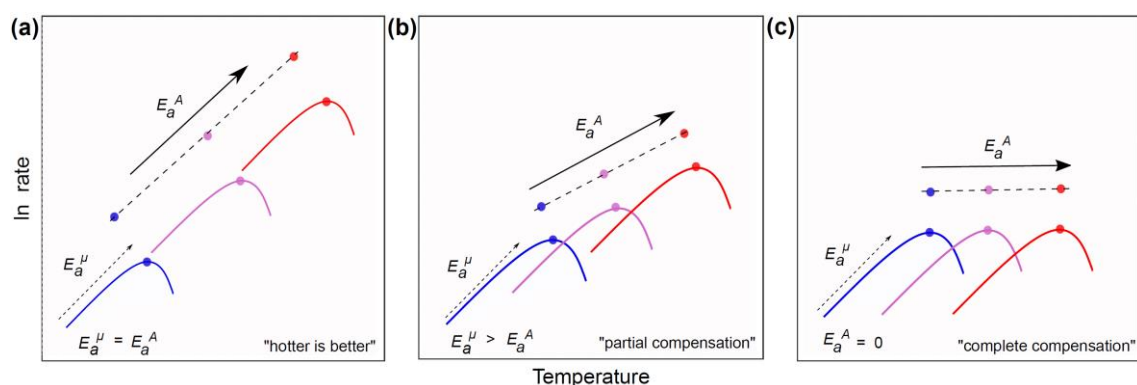 (a)
E_a^A
E_a^μ
E_a^μ = E_a^A
"hotter is better"
(b)
E_a^A
E_a^μ
E_a^μ > E_a^A
"partial compensation"
(c)
E_a^A
E_a^μ
E_a^A = 0
"complete compensation"
ln rate
Temperature